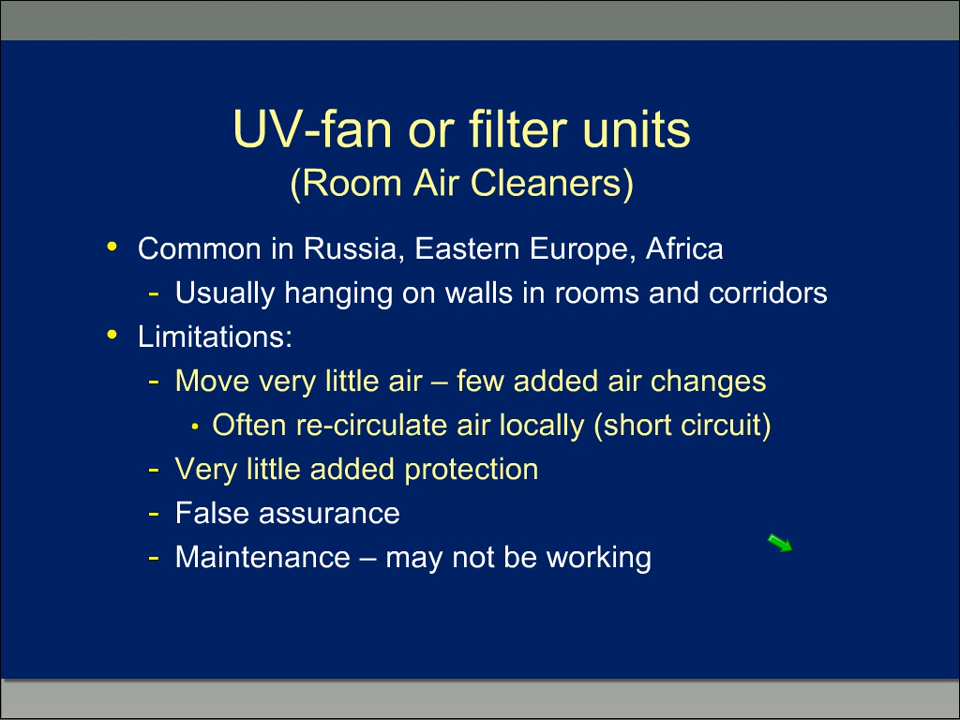 UV-fan or filter units
(Room Air Cleaners)
• Common in Russia, Eastern Europe, Africa
- Usually hanging on walls in rooms and corridors
• Limitations:
- Move very little air – few added air changes
• Often re-circulate air locally (short circuit)
- Very little added protection
- False assurance
- Maintenance – may not be working